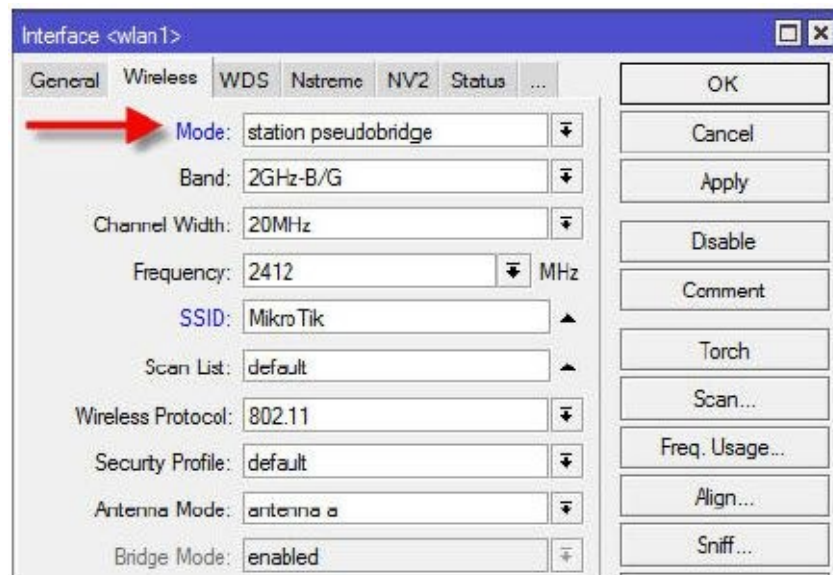 Interface <wlan1>
General Wireless WDS Nstreme NV2 Status ...
Mode: station pseudobridge
Band: 2GHz-B/G
Channel Width: 20MHz
Frequency: 2412 MHz
SSID: MikroTik
Scan List: default
Wireless Protocol: 802.11
Security Profile: default
Antenna Mode: antenna a
Bridge Mode: enabled
OK
Cancel
Apply
Disable
Comment
Torch
Scan...
Freq. Usage...
Align...
Sniff...